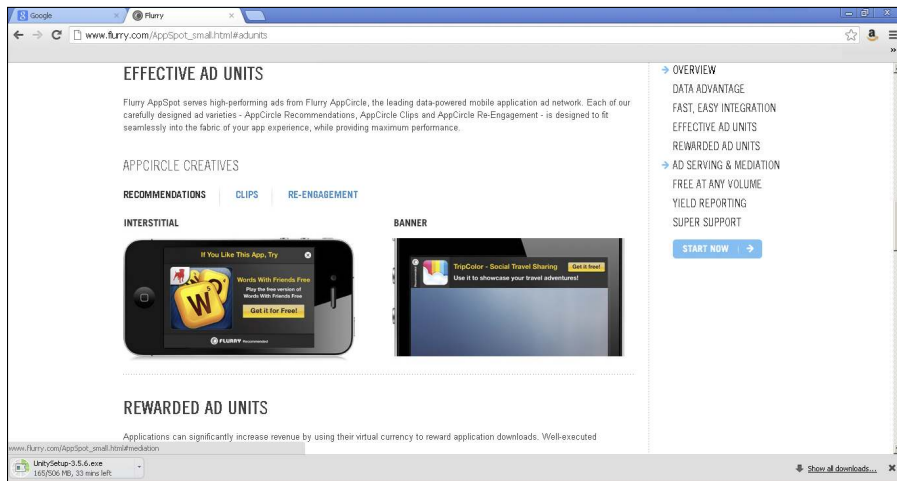 Google
Flurry
www.flurry.com/AppSpot_small.html#adunits
EFFECTIVE AD UNITS
Flurry AppSpot serves high-performing ads from Flurry AppCircle, the leading data-powered mobile application ad network. Each of our
carefully designed ad varieties - AppCircle Recommendations, AppCircle Clips and AppCircle Re-Engagement - is designed to fit
seamlessly into the fabric of your app experience, while providing maximum performance.
APPCIRCLE CREATIVES
RECOMMENDATIONS
CLIPS
RE-ENGAGEMENT
INTERSTITIAL
If You Like This App, Try
Words With Friends Free
Play the free version of
Words With Friends Free
Get it for Free!
W
FLURRY Recommended
BANNER
TripColor - Social Travel Sharing
Get it free!
Use it to showcase your travel adventures!
REWARDED AD UNITS
Applications can significantly increase revenue by using their virtual currency to reward application downloads. Well-executed
OVERVIEW
DATA ADVANTAGE
FAST, EASY INTEGRATION
EFFECTIVE AD UNITS
REWARDED AD UNITS
AD SERVING & MEDIATION
FREE AT ANY VOLUME
YIELD REPORTING
SUPER SUPPORT
START NOW
www.flurry.com/AppSpot_small.html#mediation
UnitySetup-3.5.6.exe
165/506 MB, 33 mins left
Show all downloads...